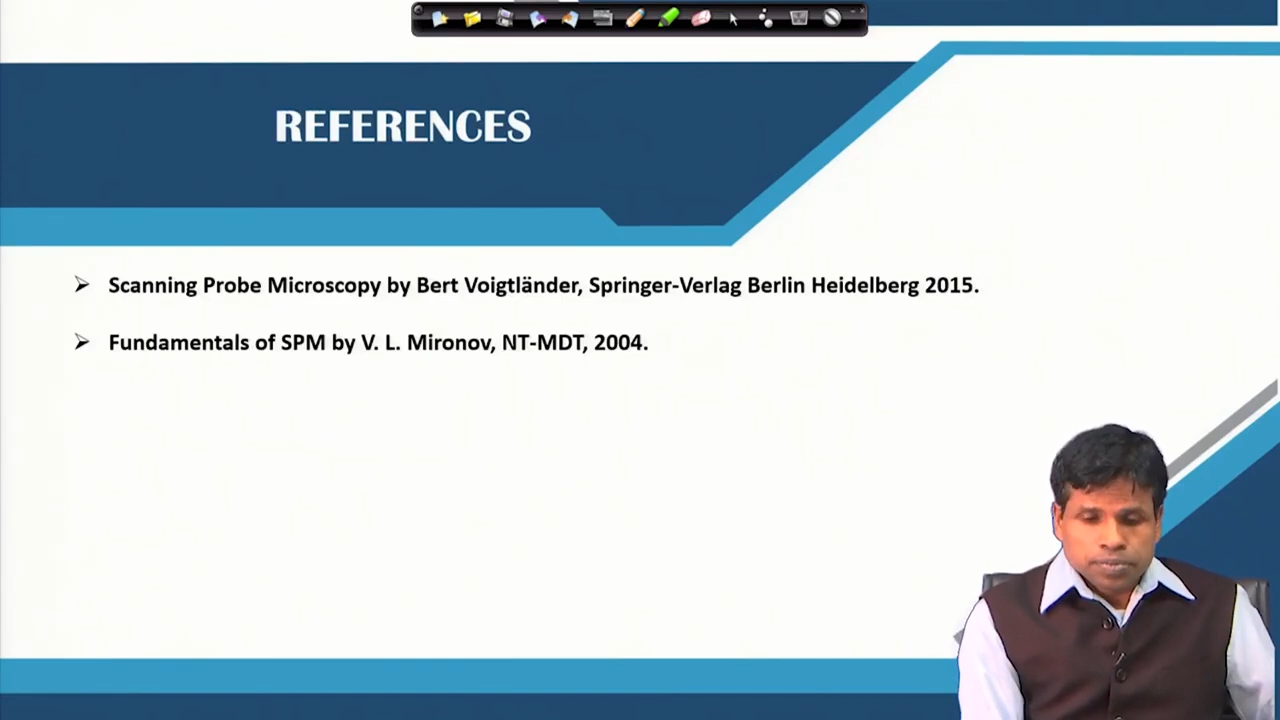 REFERENCES
Scanning Probe Microscopy by Bert Voigtländer, Springer-Verlag Berlin Heidelberg 2015.
Fundamentals of SPM by V. L. Mironov, NT-MDT, 2004.